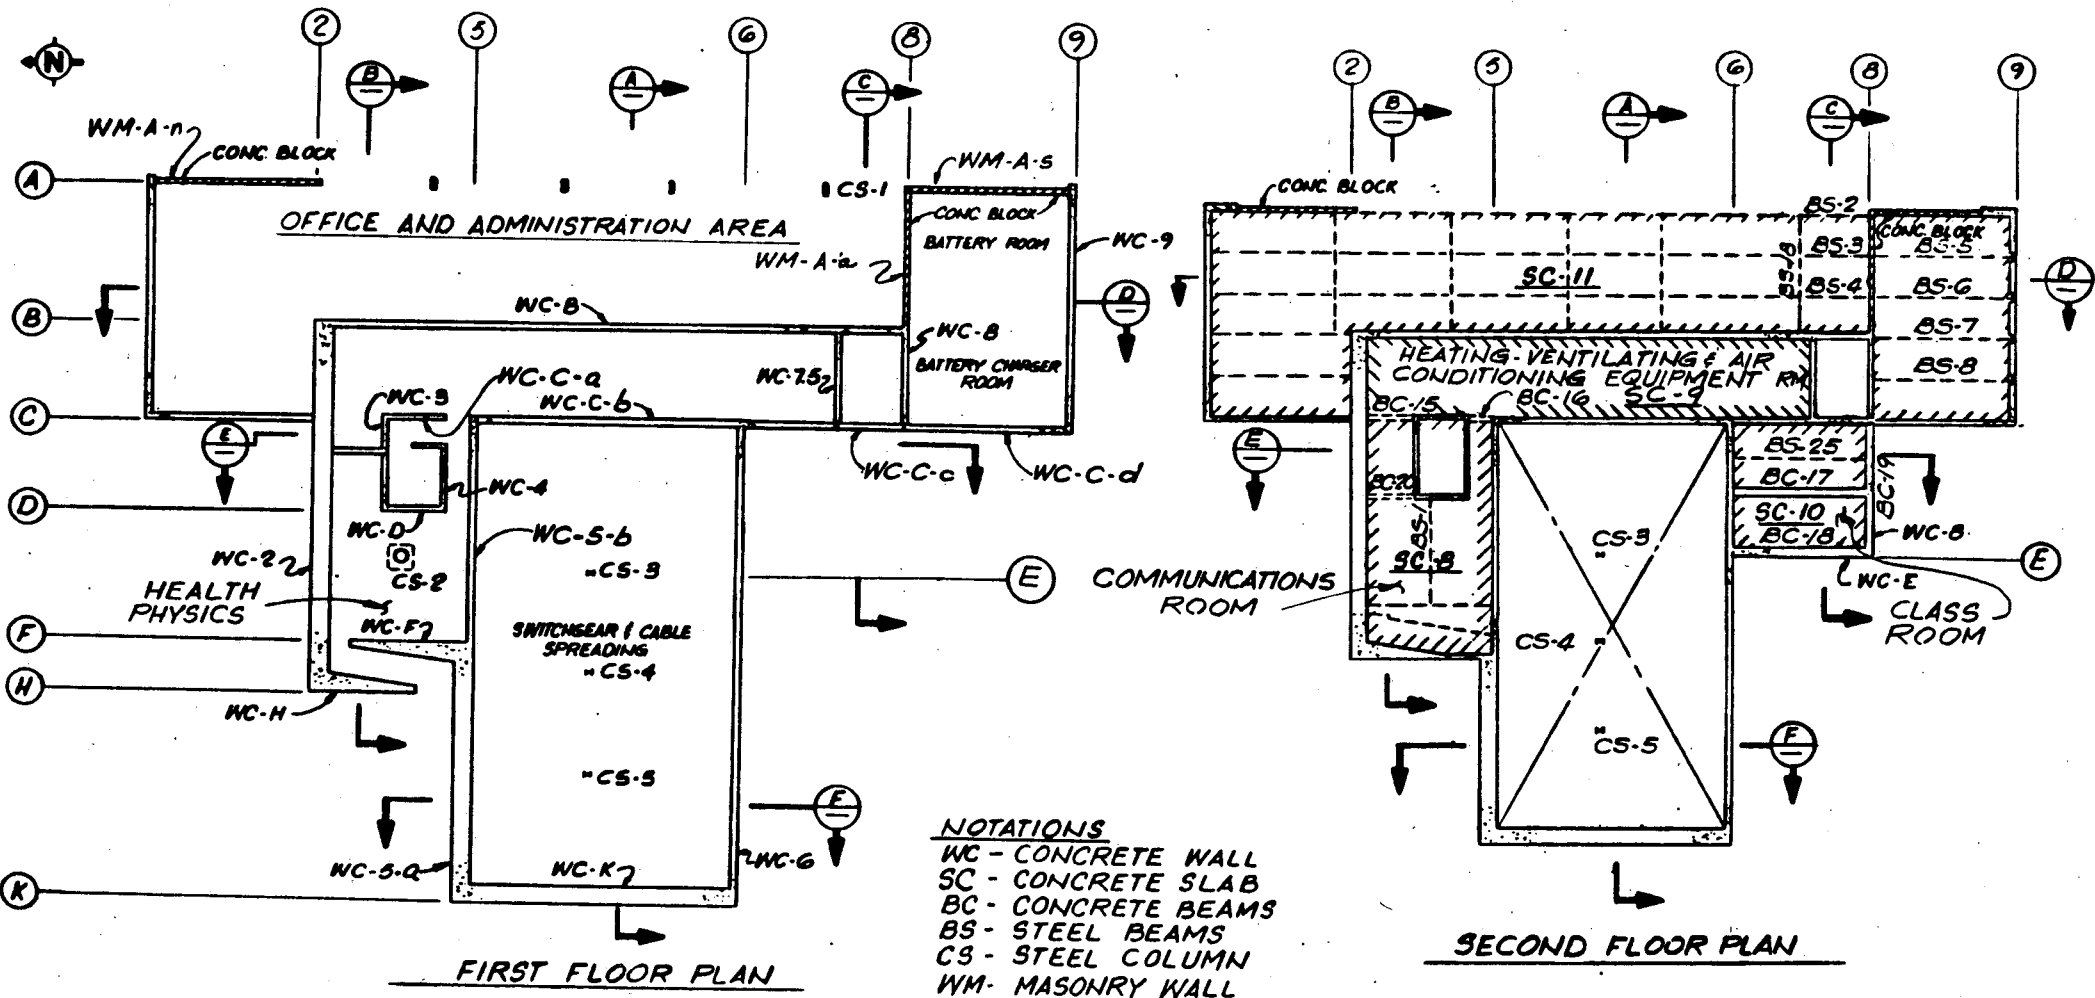 N
2
5
6
8
9
B
A
C
A
B
C
D
F
H
K
E
D
E
F
WM-A-n
CONC. BLOCK
OFFICE AND ADMINISTRATION AREA
CS-1
WM-A-S
CONC BLOCK
BATTERY ROOM
WM-A-a
WC-9
WC-B
WC-8
BATTERY CHARGER
ROOM
WC-7.5
WC-C-a
WC-3
WC-C-b
WC-C-c
WC-C-d
WC-4
WC-D
WC-5-b
WC-2
CS-2
CS-3
HEALTH
PHYSICS
WC-F
SWITCHGEAR & CABLE
SPREADING
CS-4
WC-H
CS-5
WC-5-a
WC-K
WC-6
FIRST FLOOR PLAN
NOTATIONS
WC - CONCRETE WALL
SC - CONCRETE SLAB
BC - CONCRETE BEAMS
BS - STEEL BEAMS
CS - STEEL COLUMN
WM- MASONRY WALL
2
5
6
8
9
B
A
C
D
E
E
F
CONC BLOCK
BS-2
CONC BLOCK
BS-3
BS-5
BS-18
SC-11
BS-4
BS-6
BS-7
HEATING-VENTILATING & AIR
CONDITIONING EQUIPMENT RM
SC-9
BS-8
BC-15
BC-16
BS-25
BC-17
BC-19
BC-20
BS-1
SC-10
BC-18
WC-8
CS-3
SC-8
COMMUNICATIONS
ROOM
WC-E
CLASS
ROOM
CS-4
CS-5
SECOND FLOOR PLAN